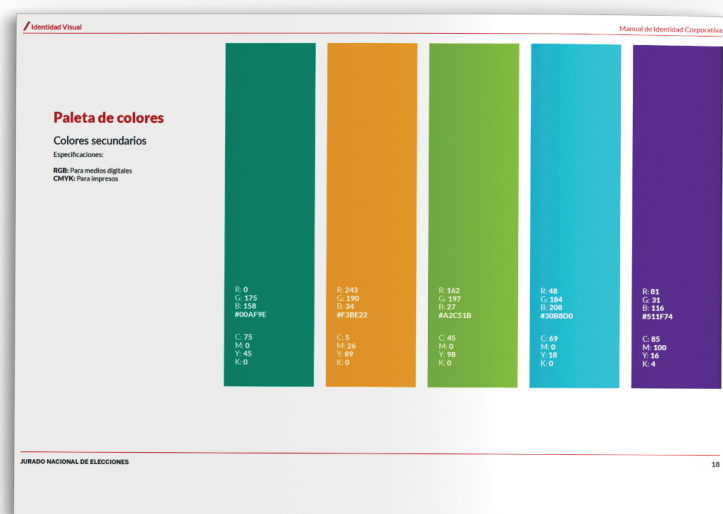 Identidad Visual
Manual de Identidad Corporativa
Paleta de colores
Colores secundarios
Especificaciones:
RGB: Para medios digitales
CMYK: Para impresos
R: 0
G: 175
B: 158
#00AF9E
C: 75
M: 0
Y: 45
K: 0
R: 243
G: 190
B: 34
#F3BE22
C: 5
M: 26
Y: 89
K: 0
R: 162
G: 197
B: 27
#A2C51B
C: 45
M: 0
Y: 98
K: 0
R: 48
G: 184
B: 208
#30B8D0
C: 69
M: 0
Y: 18
K: 0
R: 81
G: 31
B: 116
#511F74
C: 85
M: 100
Y: 16
K: 4
JURADO NACIONAL DE ELECCIONES
18